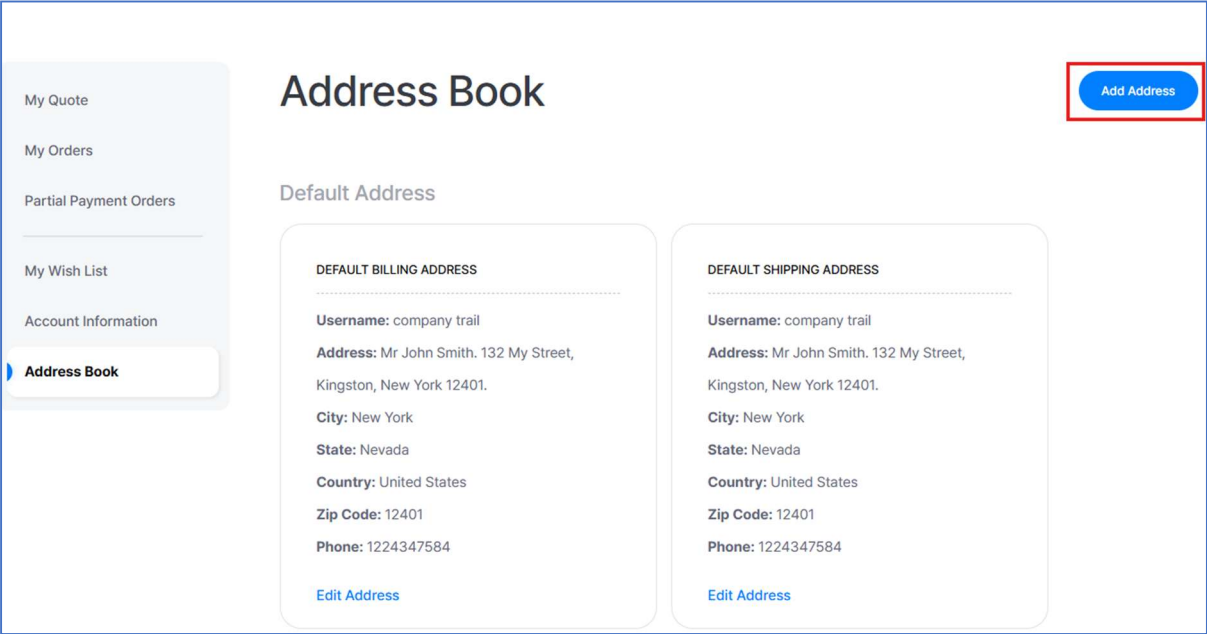 My Quote
My Orders
Partial Payment Orders
My Wish List
Account Information
Address Book
Address Book
Add Address
Default Address
DEFAULT BILLING ADDRESS
Username: company trail
Address: Mr John Smith. 132 My Street,
Kingston, New York 12401.
City: New York
State: Nevada
Country: United States
Zip Code: 12401
Phone: 1224347584
Edit Address
DEFAULT SHIPPING ADDRESS
Username: company trail
Address: Mr John Smith. 132 My Street,
Kingston, New York 12401.
City: New York
State: Nevada
Country: United States
Zip Code: 12401
Phone: 1224347584
Edit Address